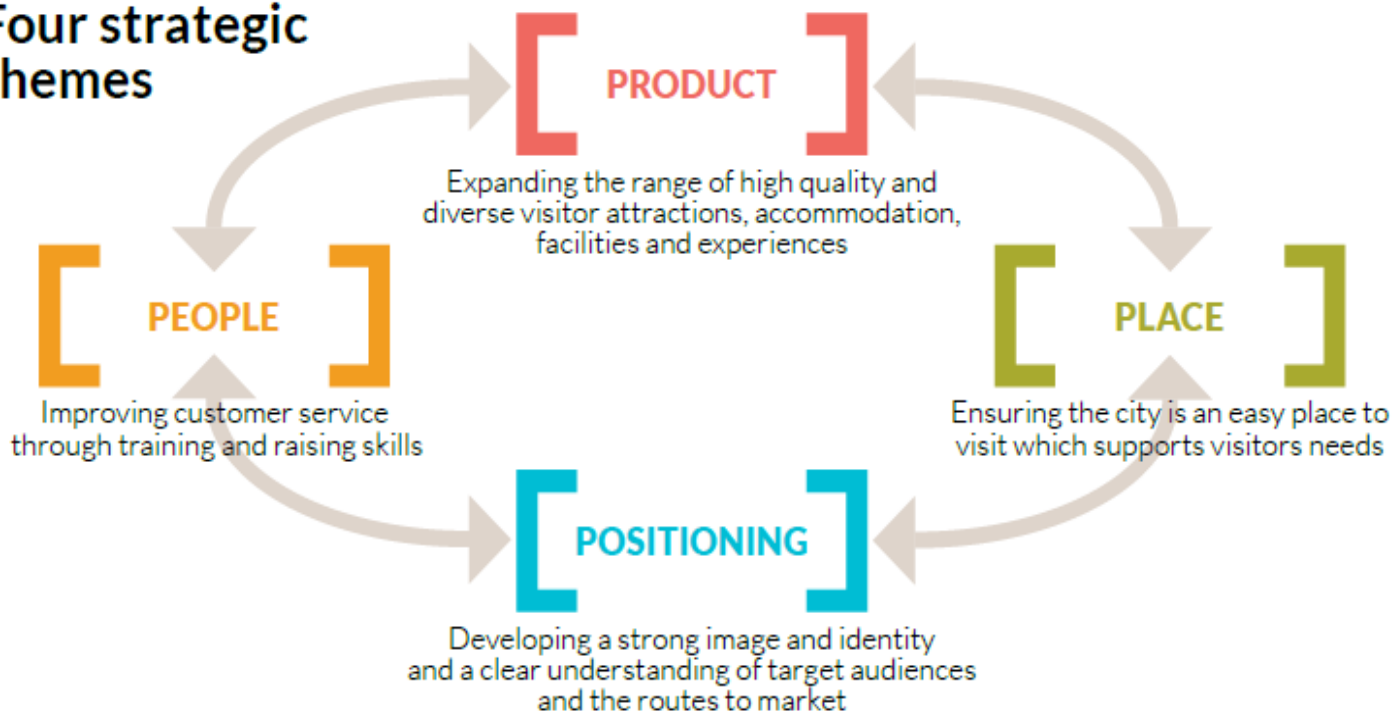 Four strategic
hemes
PRODUCT
Expanding the range of high quality and
diverse visitor attractions, accommodation,
facilities and experiences
PEOPLE
Improving customer service
through training and raising skills
PLACE
Ensuring the city is an easy place to
visit which supports visitors needs
POSITIONING
Developing a strong image and identity
and a clear understanding of target audiences
and the routes to market